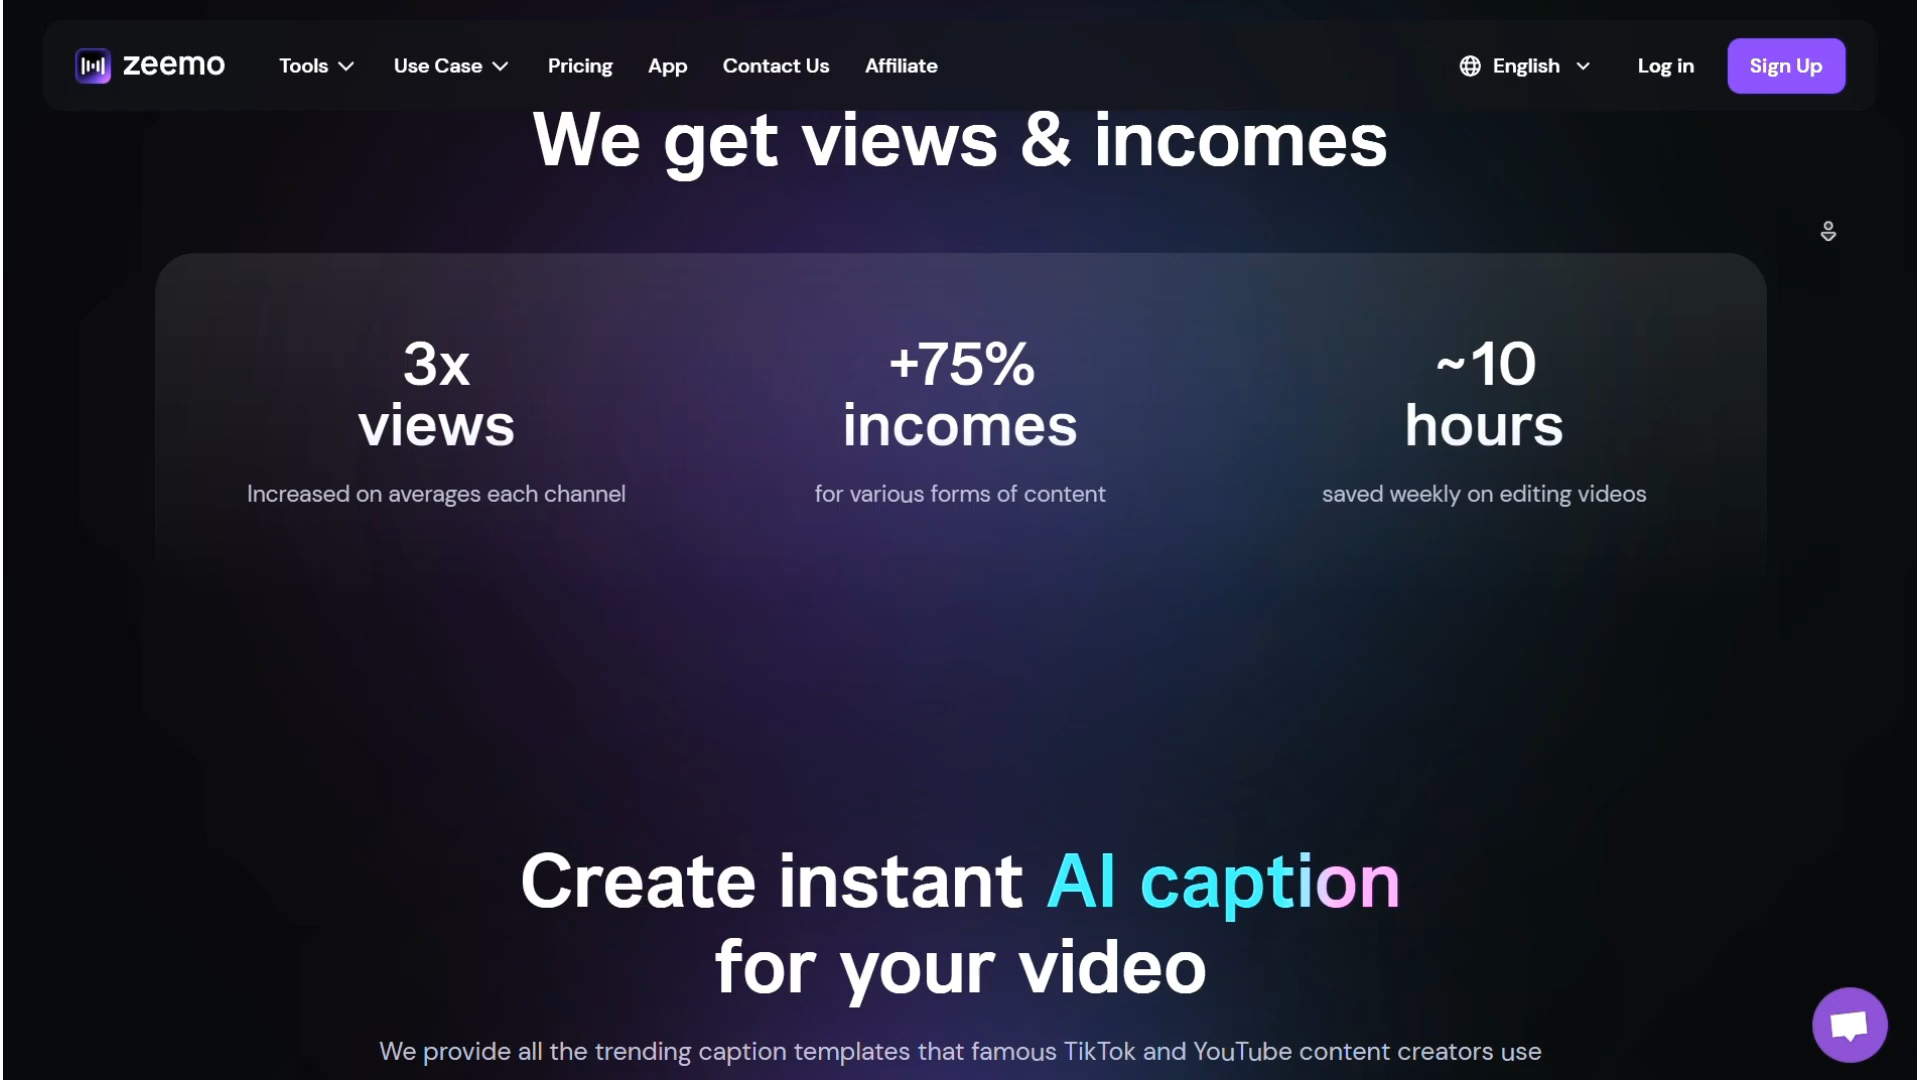 zeemo
Tools
Use Case
Pricing
App
Contact Us
Affiliate
English
Log in
Sign Up
We get views & incomes
3x
views
Increased on averages each channel
+75%
incomes
for various forms of content
~10
hours
saved weekly on editing videos
Create instant AI caption
for your video
We provide all the trending caption templates that famous TikTok and YouTube content creators use